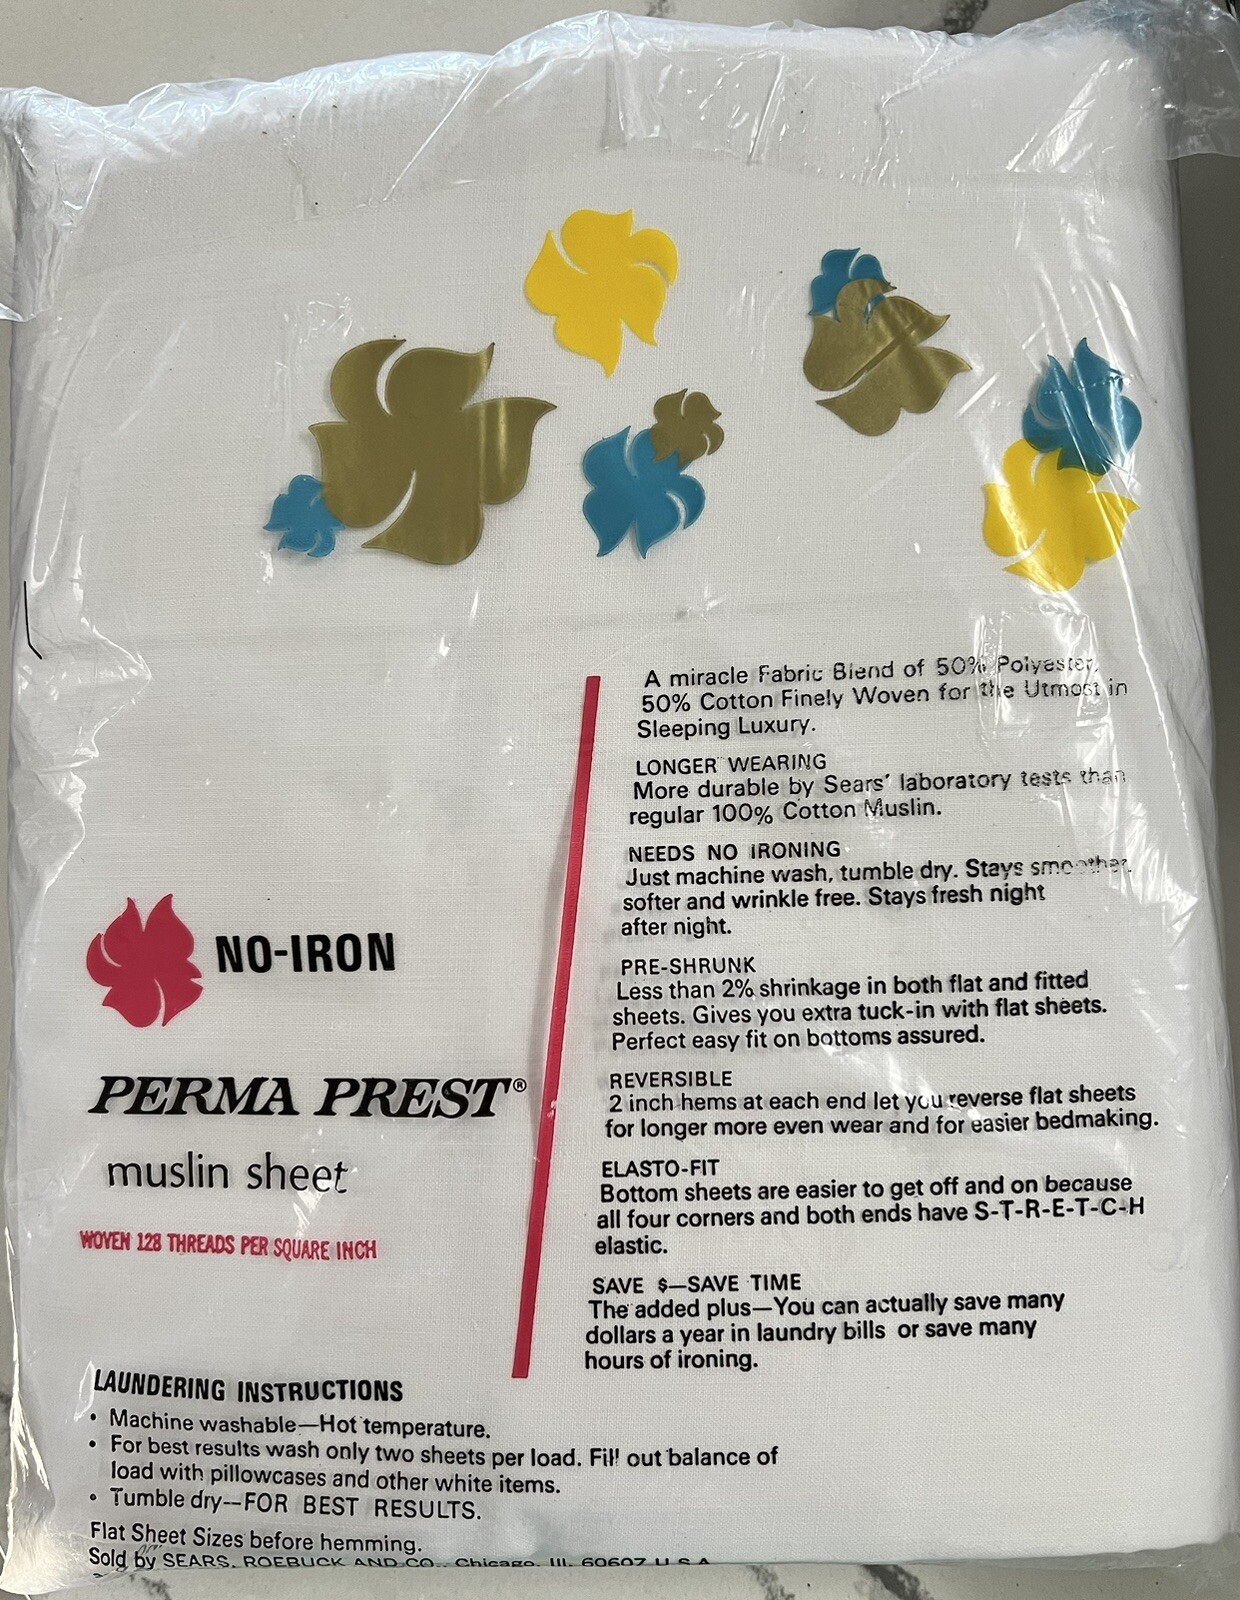 A miracle Fabric Blend of 50% Polyester,
50% Cotton Finely Woven for the Utmost in
Sleeping Luxury.
LONGER WEARING
More durable by Sears' laboratory tests than
regular 100% Cotton Muslin.
NEEDS NO IRONING
Just machine wash, tumble dry. Stays smoother,
softer and wrinkle free. Stays fresh night
after night.
PRE-SHRUNK
Less than 2% shrinkage in both flat and fitted
sheets. Gives you extra tuck-in with flat sheets.
Perfect easy fit on bottoms assured.
REVERSIBLE
2 inch hems at each end let you reverse flat sheets
for longer more even wear and for easier bedmaking.
ELASTO-FIT
Bottom sheets are easier to get off and on because
all four corners and both ends have S-T-R-E-T-C-H
elastic.
SAVE $—SAVE TIME
The added plus—You can actually save many
dollars a year in laundry bills or save many
hours of ironing.
NO-IRON
PERMA PREST®
muslin sheet
WOVEN 128 THREADS PER SQUARE INCH
LAUNDERING INSTRUCTIONS
• Machine washable—Hot temperature.
• For best results wash only two sheets per load. Fill out balance of
load with pillowcases and other white items.
• Tumble dry--FOR BEST RESULTS.
Flat Sheet Sizes before hemming.
Sold by SEARS, ROEBUCK AND CO., Chicago, Ill. 60607 U.S.A.